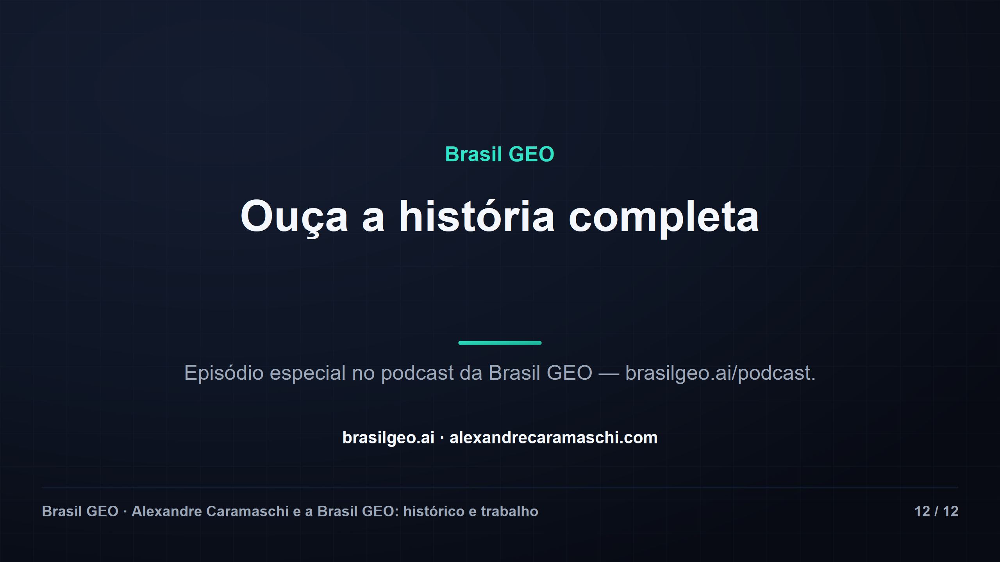 Brasil GEO
Ouça a história completa
Episódio especial no podcast da Brasil GEO — brasilgeo.ai/podcast.
brasilgeo.ai · alexandrecaramaschi.com
Brasil GEO · Alexandre Caramaschi e a Brasil GEO: histórico e trabalho
12 / 12